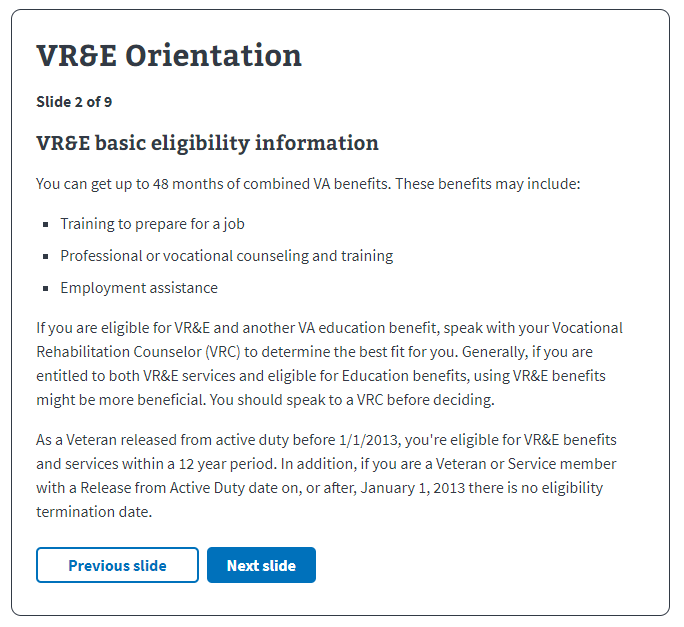 VR&E Orientation
Slide 2 of 9
VR&E basic eligibility information
You can get up to 48 months of combined VA benefits. These benefits may include:
Training to prepare for a job
Professional or vocational counseling and training
Employment assistance
If you are eligible for VR&E and another VA education benefit, speak with your Vocational
Rehabilitation Counselor (VRC) to determine the best fit for you. Generally, if you are
entitled to both VR&E services and eligible for Education benefits, using VR&E benefits
might be more beneficial. You should speak to a VRC before deciding.
As a Veteran released from active duty before 1/1/2013, you're eligible for VR&E benefits
and services within a 12 year period. In addition, if you are a Veteran or Service member
with a Release from Active Duty date on, or after, January 1, 2013 there is no eligibility
termination date.
Previous slide
Next slide